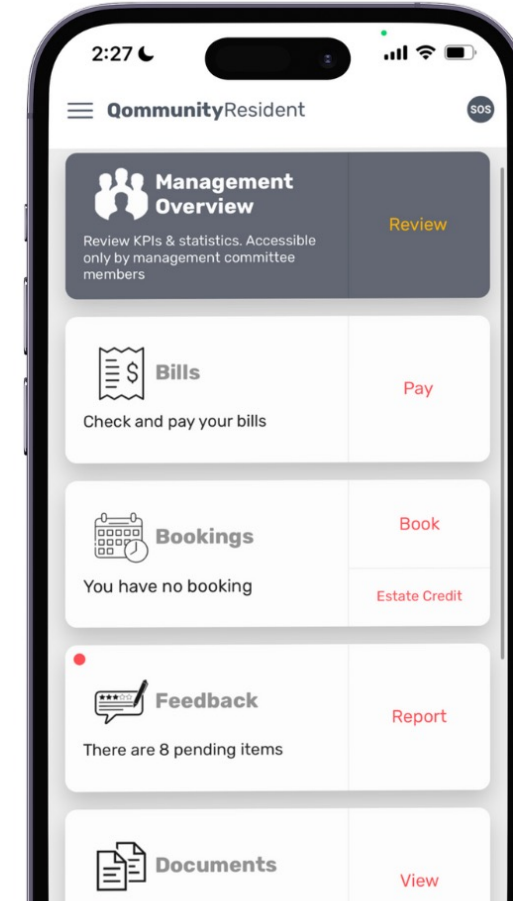 2:27
QommunityResident
SOS
Management
Overview
Review KPIs & statistics. Accessible
only by management committee
members
Review
$
Bills
Check and pay your bills
Pay
Bookings
You have no booking
Book
Estate Credit
Feedback
There are 8 pending items
Report
Documents
View